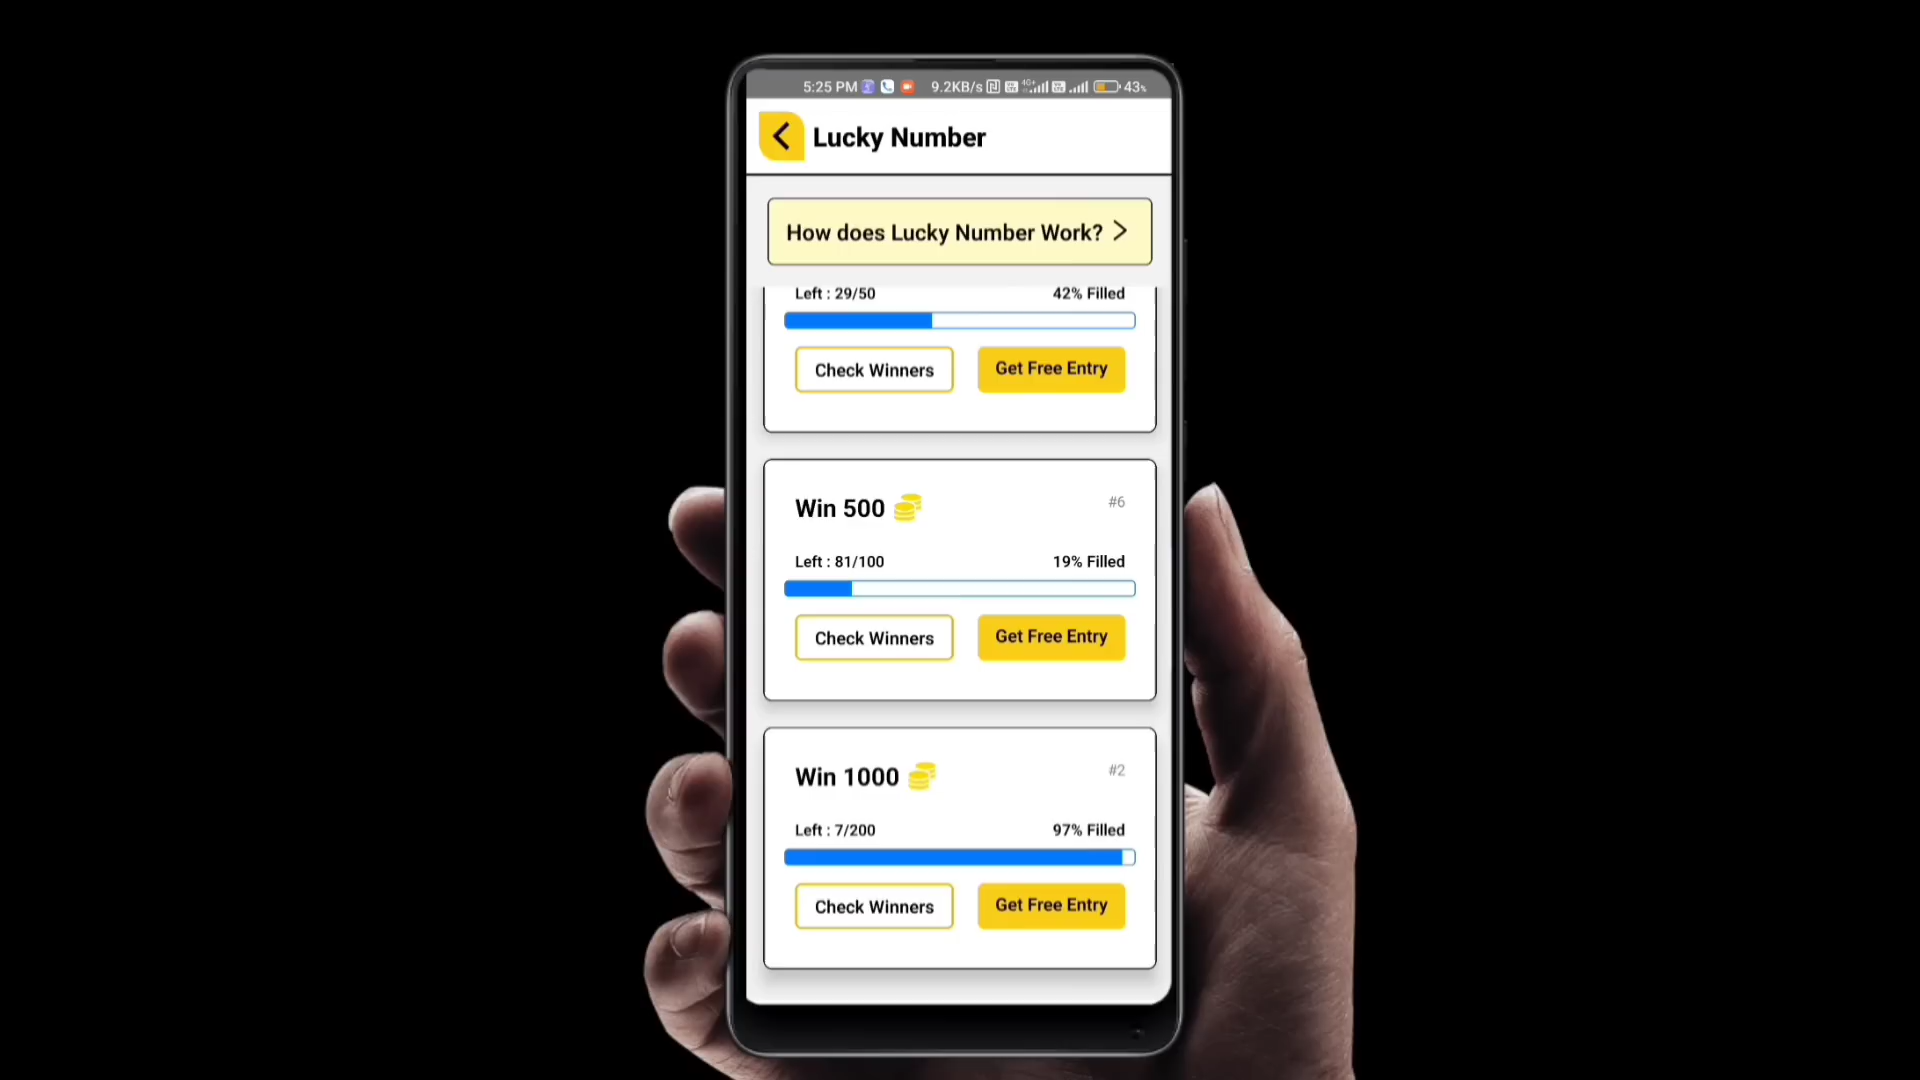 5:25 PM 9.2KB/s 4G+ 43%
Lucky Number
How does Lucky Number Work?
Left : 29/50 42% Filled
Check Winners Get Free Entry
Win 500 #6
Left : 81/100 19% Filled
Check Winners Get Free Entry
Win 1000 #2
Left : 7/200 97% Filled
Check Winners Get Free Entry